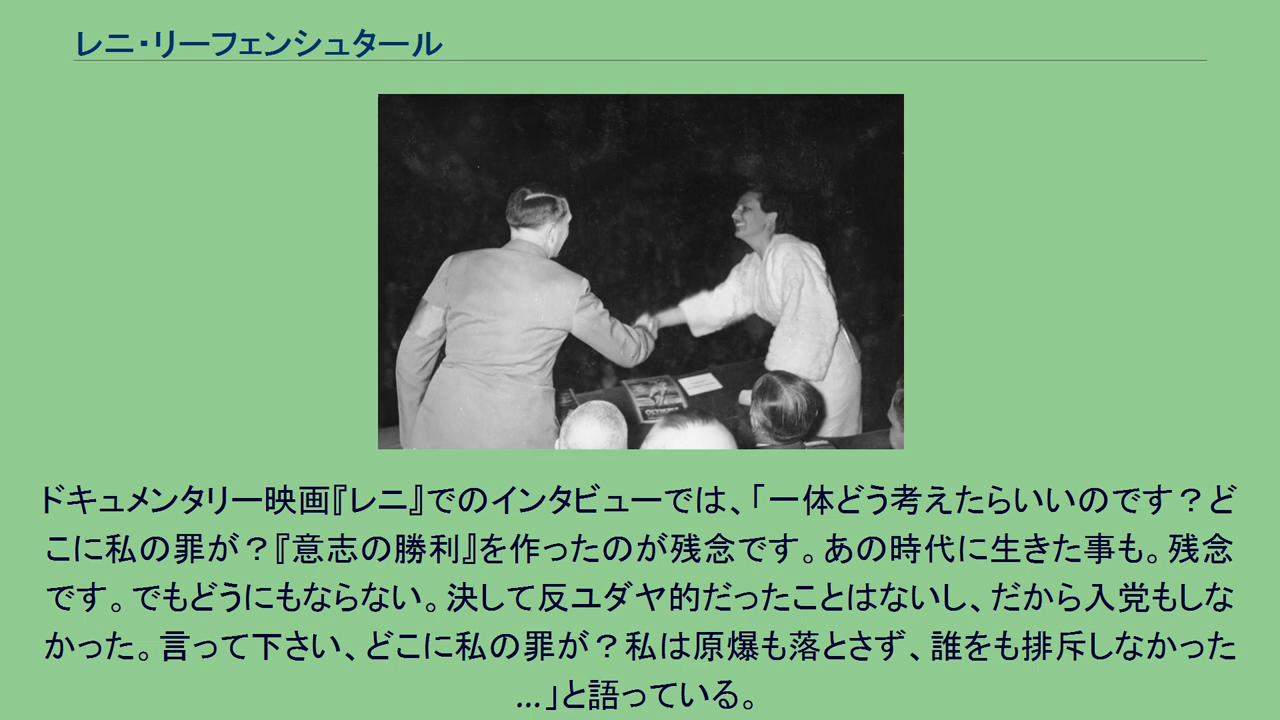 レニ・リーフェンシュタール
ドキュメンタリー映画『レニ』でのインタビューでは、「一体どう考えたらいいのです？ど
こに私の罪が？『意志の勝利』を作ったのが残念です。あの時代に生きた事も。残念
です。でもどうにもならない。決して反ユダヤ的だったことはないし、だから入党もしな
かった。言って下さい、どこに私の罪が？私は原爆も落とさず、誰をも排斥しなかった
…」と語っている。